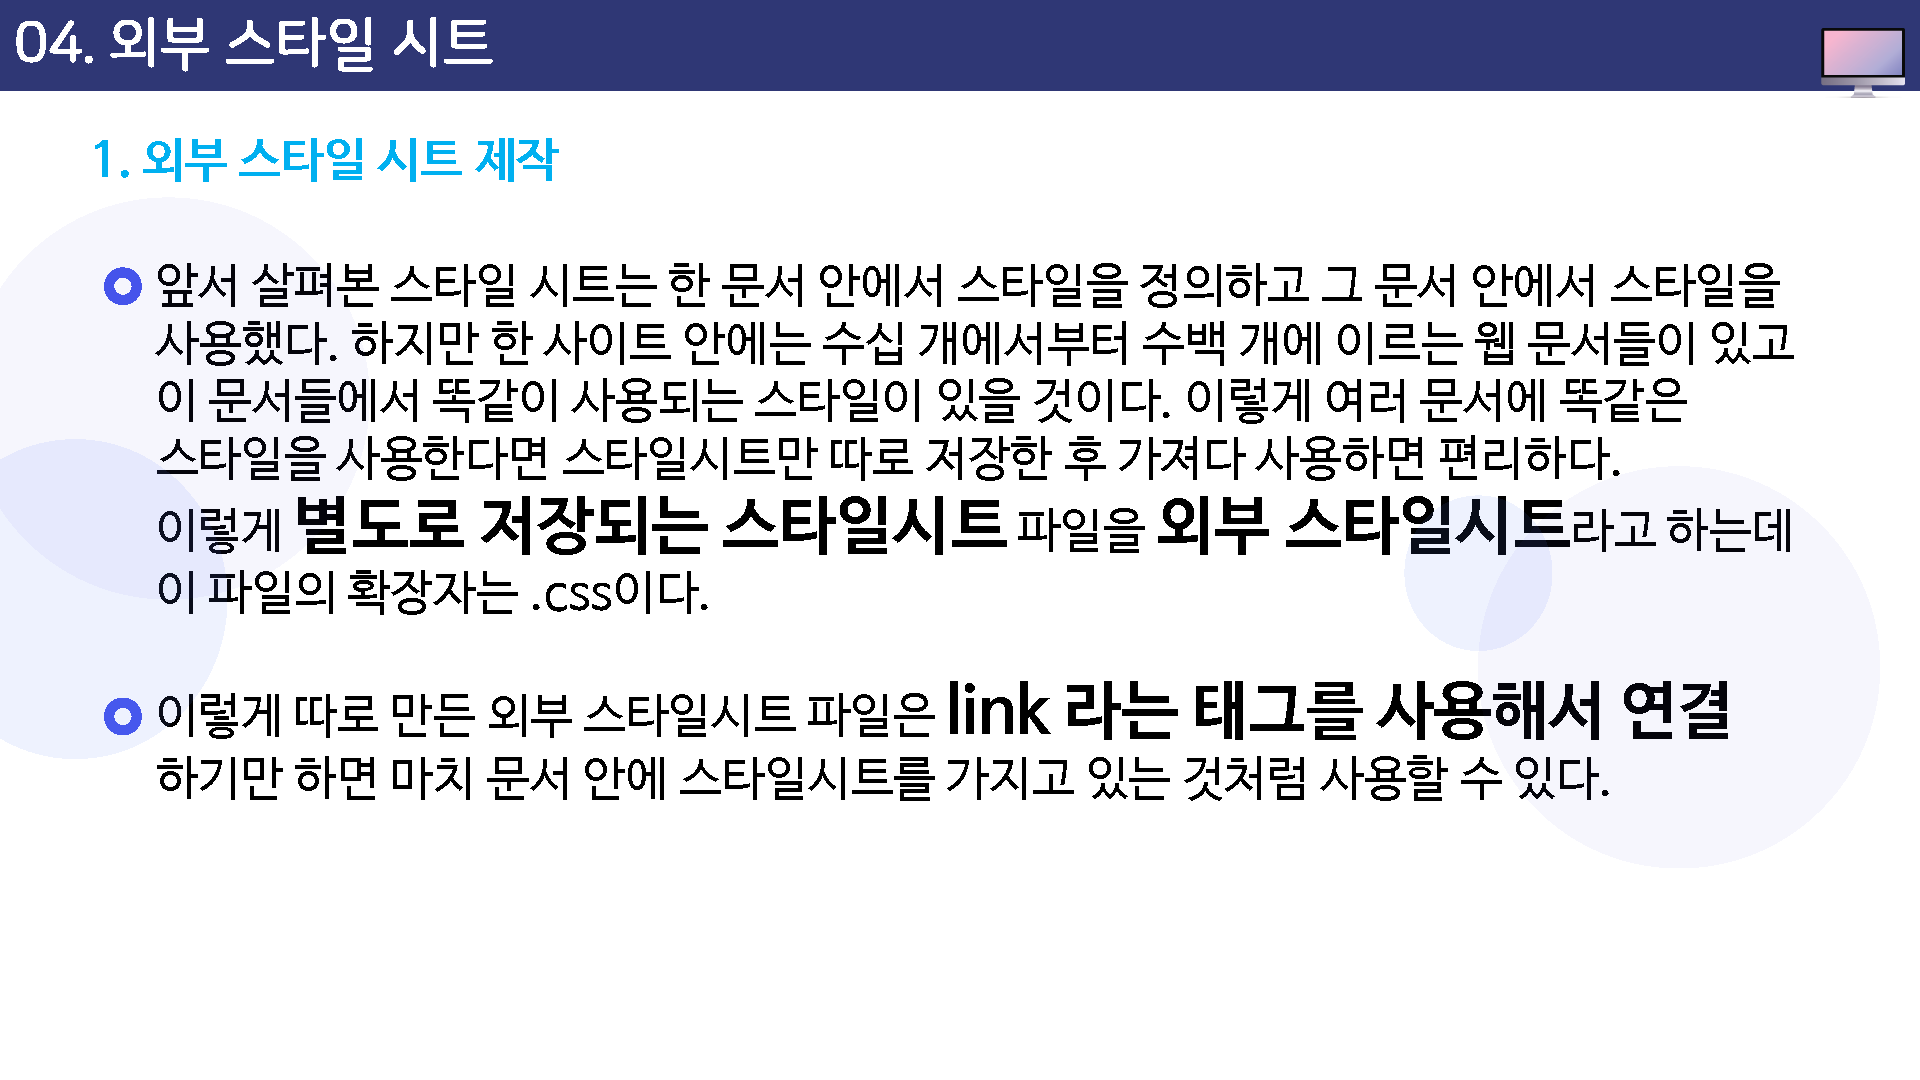 04. 외부 스타일 시트
1. 외부 스타일 시트 제작
앞서 살펴본 스타일 시트는 한 문서 안에서 스타일을 정의하고 그 문서 안에서 스타일을
사용했다. 하지만 한 사이트 안에는 수십 개에서부터 수백 개에 이르는 웹 문서들이 있고
이 문서들에서 똑같이 사용되는 스타일이 있을 것이다. 이렇게 여러 문서에 똑같은
스타일을 사용한다면 스타일시트만 따로 저장한 후 가져다 사용하면 편리하다.
이렇게 별도로 저장되는 스타일시트 파일을 외부 스타일시트라고 하는데
이 파일의 확장자는 .css이다.
이렇게 따로 만든 외부 스타일시트 파일은 link 라는 태그를 사용해서 연결
하기만 하면 마치 문서 안에 스타일시트를 가지고 있는 것처럼 사용할 수 있다.